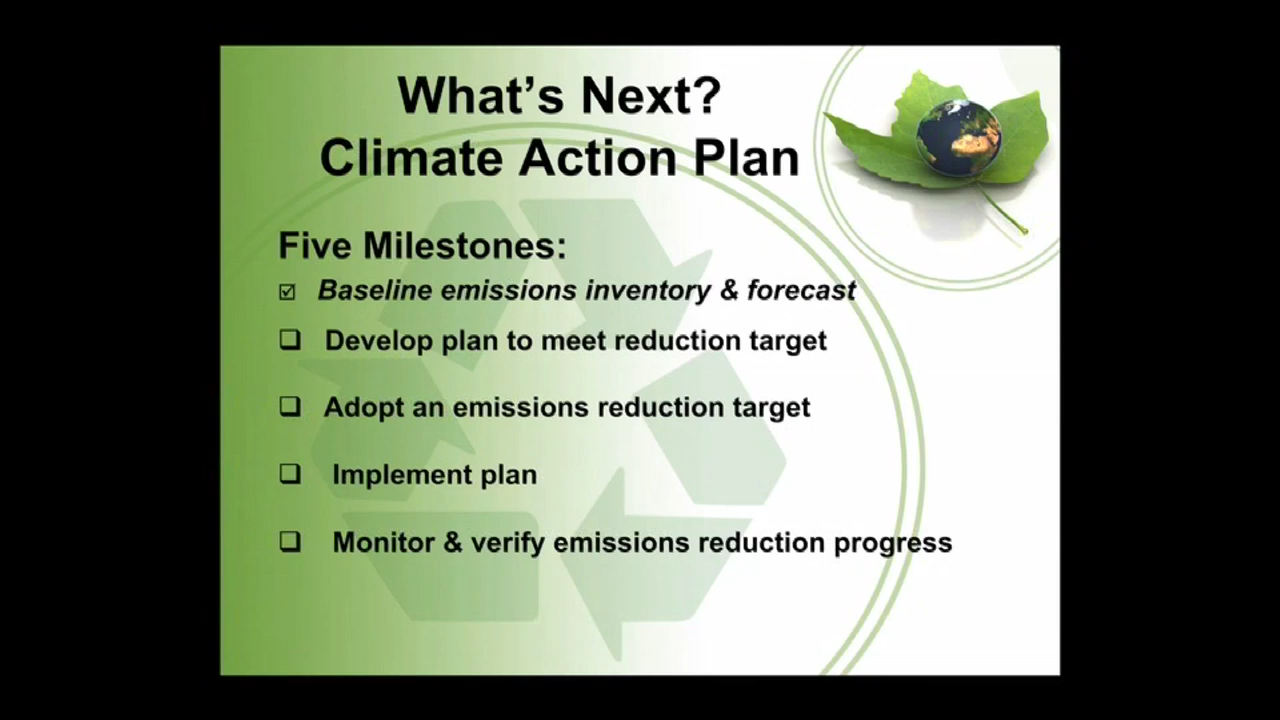 What's Next?
Climate Action Plan
Five Milestones:
☑ Baseline emissions inventory & forecast
❑ Develop plan to meet reduction target
❑ Adopt an emissions reduction target
❑ Implement plan
❑ Monitor & verify emissions reduction progress